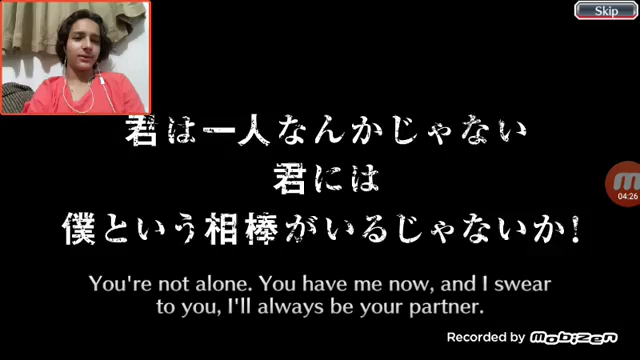 Skip
君は一人なんかじゃない
君には
僕という相棒がいるじゃないか!
04:26
You're not alone. You have me now, and I swear
to you, I'll always be your partner.
Recorded by mobizen